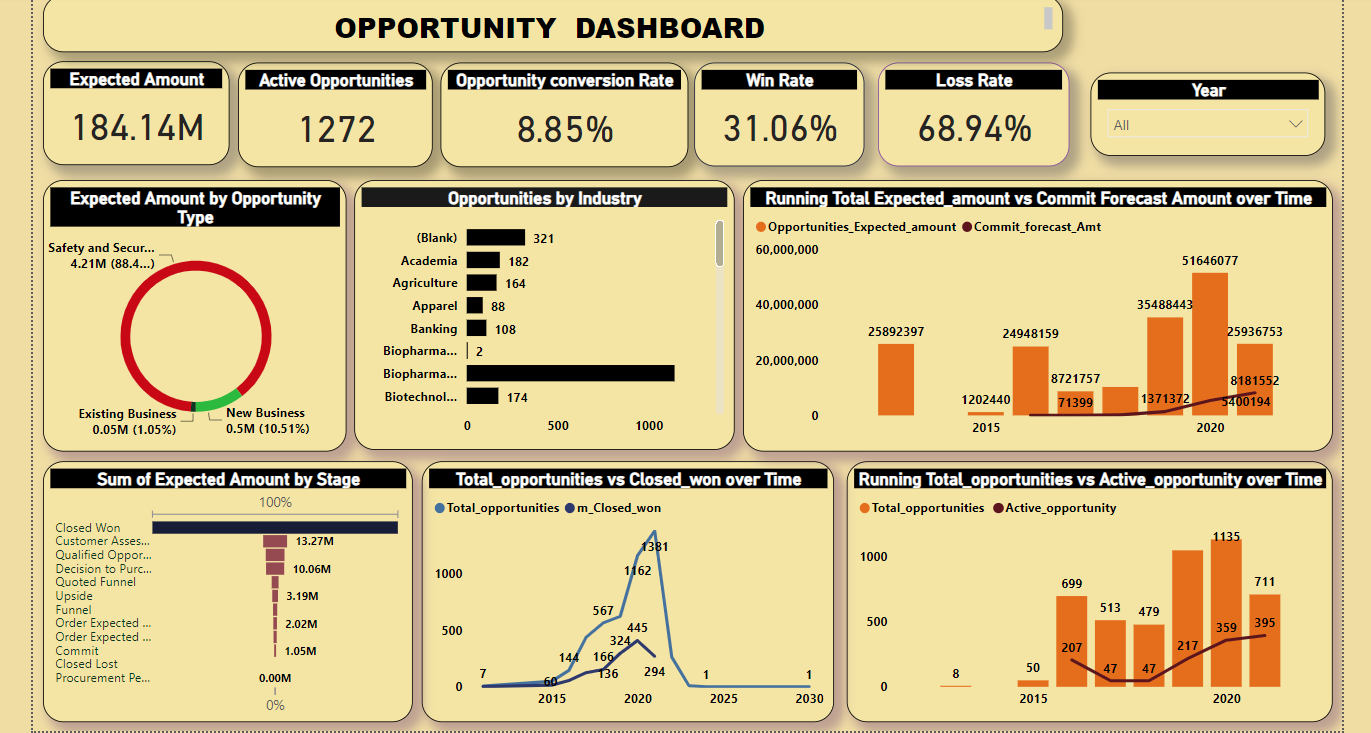 OPPORTUNITY DASHBOARD
Expected Amount
184.14M
Active Opportunities
1272
Opportunity conversion Rate
8.85%
Win Rate
31.06%
Loss Rate
68.94%
Year
All
Expected Amount by Opportunity
Type
Safety and Secur...
4.21M (88.4...)
Existing Business
0.05M (1.05%)
New Business
0.5M (10.51%)
Opportunities by Industry
(Blank)
321
Academia
182
Agriculture
164
Apparel
88
Banking
108
Biopharma...
2
Biopharma...
Biotechnol...
174
0
500
1000
Running Total Expected_amount vs Commit Forecast Amount over Time
Opportunities_Expected_amount
Commit_forecast_Amt
60,000,000
40,000,000
20,000,000
0
25892397
1202440
24948159
8721757
71399
35488443
1371372
51646077
5400194
25936753
8181552
2015
2020
Sum of Expected Amount by Stage
100%
Closed Won
Customer Asses...
13.27M
Qualified Oppor...
Decision to Purc...
10.06M
Quoted Funnel
Upside
3.19M
Funnel
Order Expected ...
2.02M
Order Expected ...
Commit
1.05M
Closed Lost
Procurement Pe...
0.00M
0%
Total_opportunities vs Closed_won over Time
Total_opportunities
m_Closed_won
1000
500
0
7
60
144
567
1162
1381
1
1
136
166
324
445
294
2015
2020
2025
2030
Running Total_opportunities vs Active_opportunity over Time
Total_opportunities
Active_opportunity
1000
500
0
8
50
699
513
479
1135
711
207
47
47
217
359
395
2015
2020